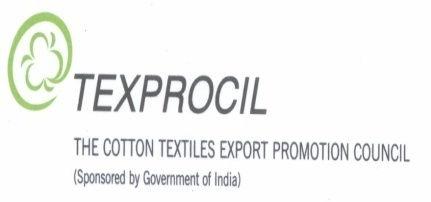 TEXPROCIL
THE COTTON TEXTILES EXPORT PROMOTION COUNCIL
(Sponsored by Government of India)